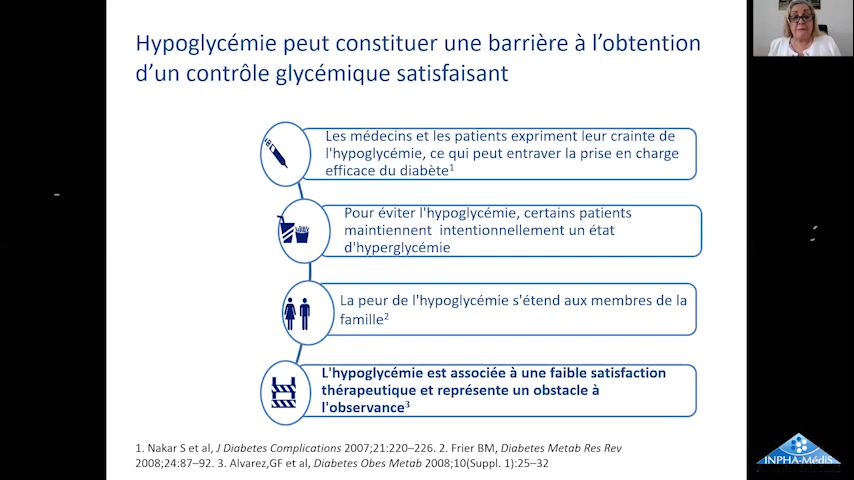 Hypoglycémie peut constituer une barrière à l’obtention
d’un contrôle glycémique satisfaisant
Les médecins et les patients expriment leur crainte de
l'hypoglycémie, ce qui peut entraver la prise en charge
efficace du diabète1
Pour éviter l'hypoglycémie, certains patients
maintiennent intentionnellement un état
d'hyperglycémie
La peur de l'hypoglycémie s'étend aux membres de la
famille2
L'hypoglycémie est associée à une faible satisfaction
thérapeutique et représente un obstacle à
l'observance3
1. Nakar S et al, J Diabetes Complications 2007;21:220–226. 2. Frier BM, Diabetes Metab Res Rev
2008;24:87–92. 3. Alvarez,GF et al, Diabetes Obes Metab 2008;10(Suppl. 1):25–32
INPHA-MédiS